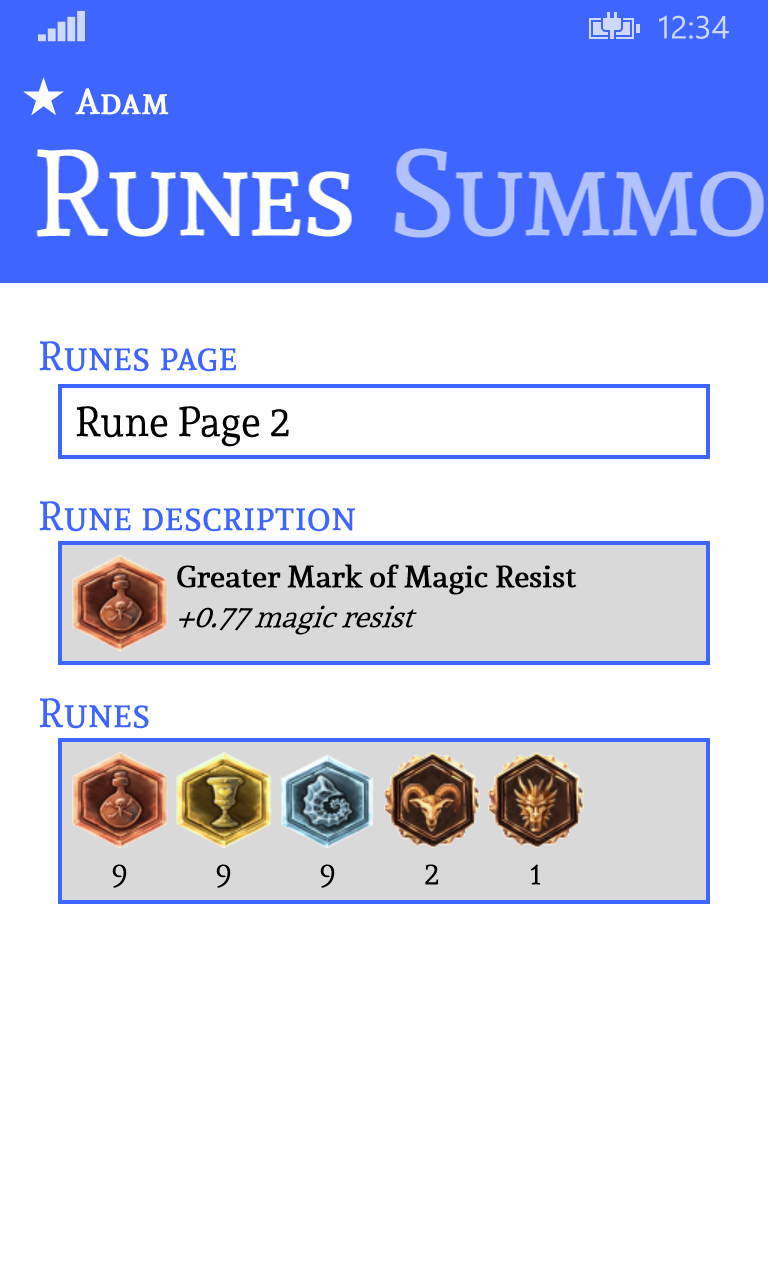 12:34
Adam
Runes Summo
Runes page
Rune Page 2
Rune description
Greater Mark of Magic Resist
+0.77 magic resist
Runes
9 9 9 2 1